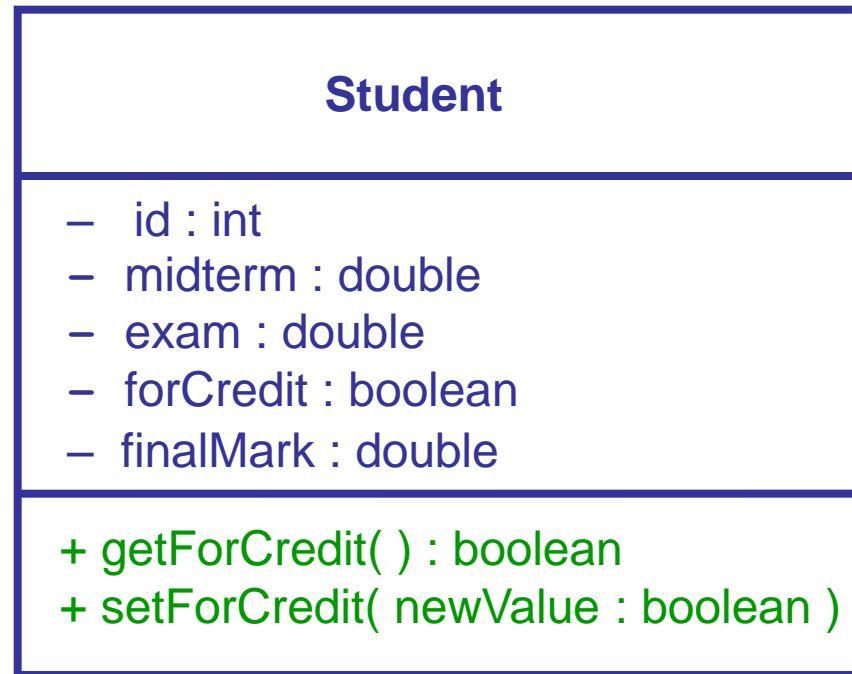 Student
– id : int
– midterm : double
– exam : double
– forCredit : boolean
– finalMark : double
+ getForCredit( ) : boolean
+ setForCredit( newValue : boolean )